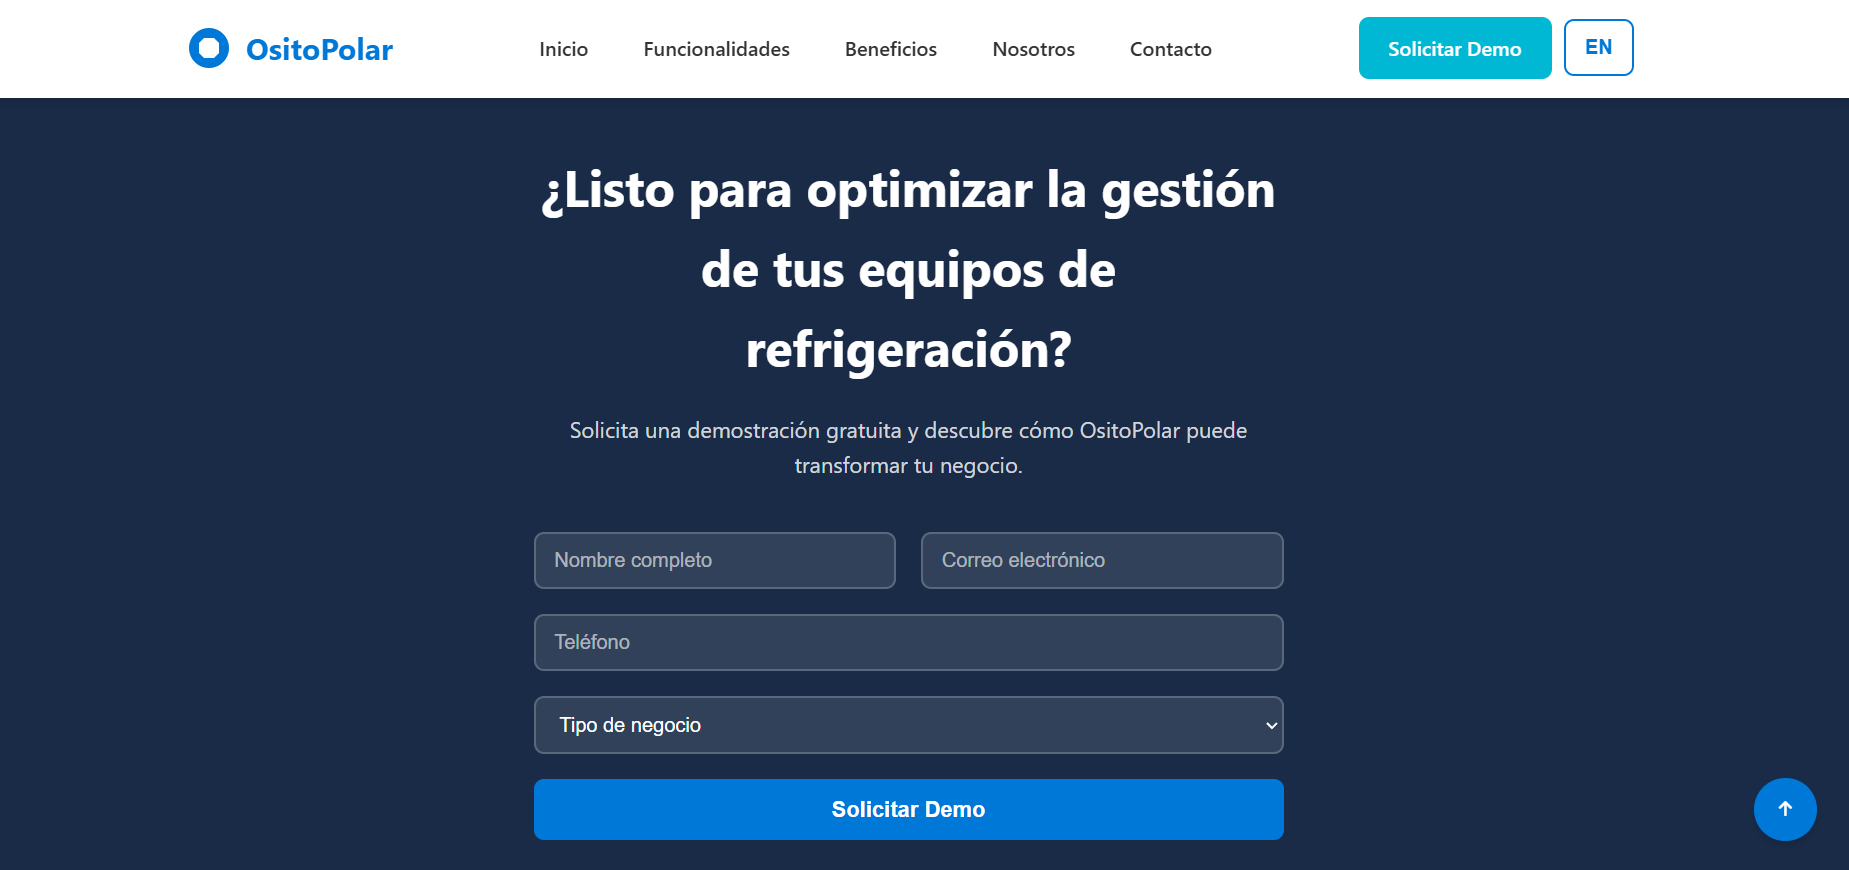 OsitoPolar
Inicio
Funcionalidades
Beneficios
Nosotros
Contacto
Solicitar Demo
EN
¿Listo para optimizar la gestión
de tus equipos de
refrigeración?
Solicita una demostración gratuita y descubre cómo OsitoPolar puede
transformar tu negocio.
Nombre completo
Correo electrónico
Teléfono
Tipo de negocio
Solicitar Demo